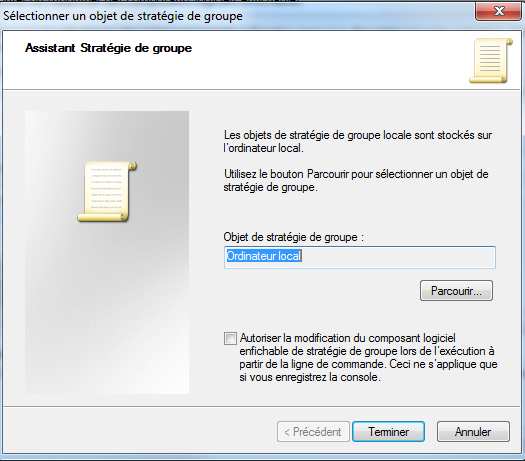 Sélectionner un objet de stratégie de groupe
Assistant Stratégie de groupe
Les objets de stratégie de groupe locale sont stockés sur
l'ordinateur local.
Utilisez le bouton Parcourir pour sélectionner un objet de
stratégie de groupe.
Objet de stratégie de groupe :
Ordinateur local
Parcourir...
Autoriser la modification du composant logiciel
enfichable de stratégie de groupe lors de l'exécution à
partir de la ligne de commande. Ceci ne s'applique que
si vous enregistrez la console.
< Précédent
Terminer
Annuler